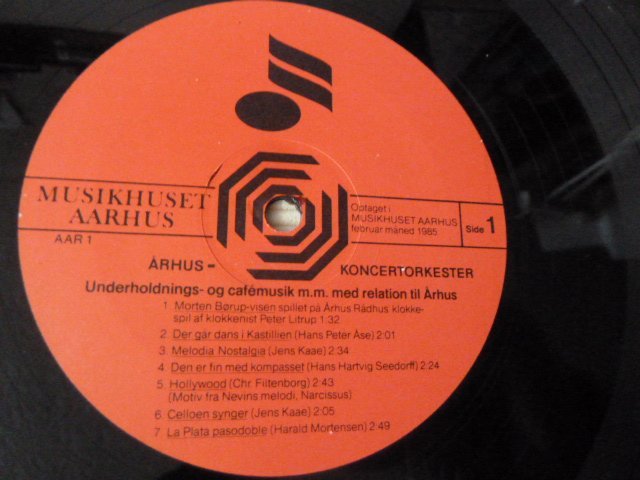 MUSIKHUSET
AARHUS
AAR 1
Optaget i
MUSIKHUSET AARHUS
februar måned 1985
Side 1
ÅRHUS -
KONCERTORKESTER
Underholdnings- og cafémusik m.m. med relation til Århus
1 Morten Børup-visen spillet på Århus Rådhus klokke-
spil af klokkenist Peter Litrup 1:32
2 Der går dans i Kastillien (Hans Peter Åse) 2:01
3 Melodia Nostalgia (Jens Kaae) 2:34
4 Den er fin med kompasset (Hans Hartvig Seedorff) 2:24
5 Hollywood (Chr. Filtenborg) 2:43
(Motiv fra Nevins melodi, Narcissus)
6 Celloen synger (Jens Kaae) 2:05
7 La Plata pasodoble (Harald Mortensen) 2:49